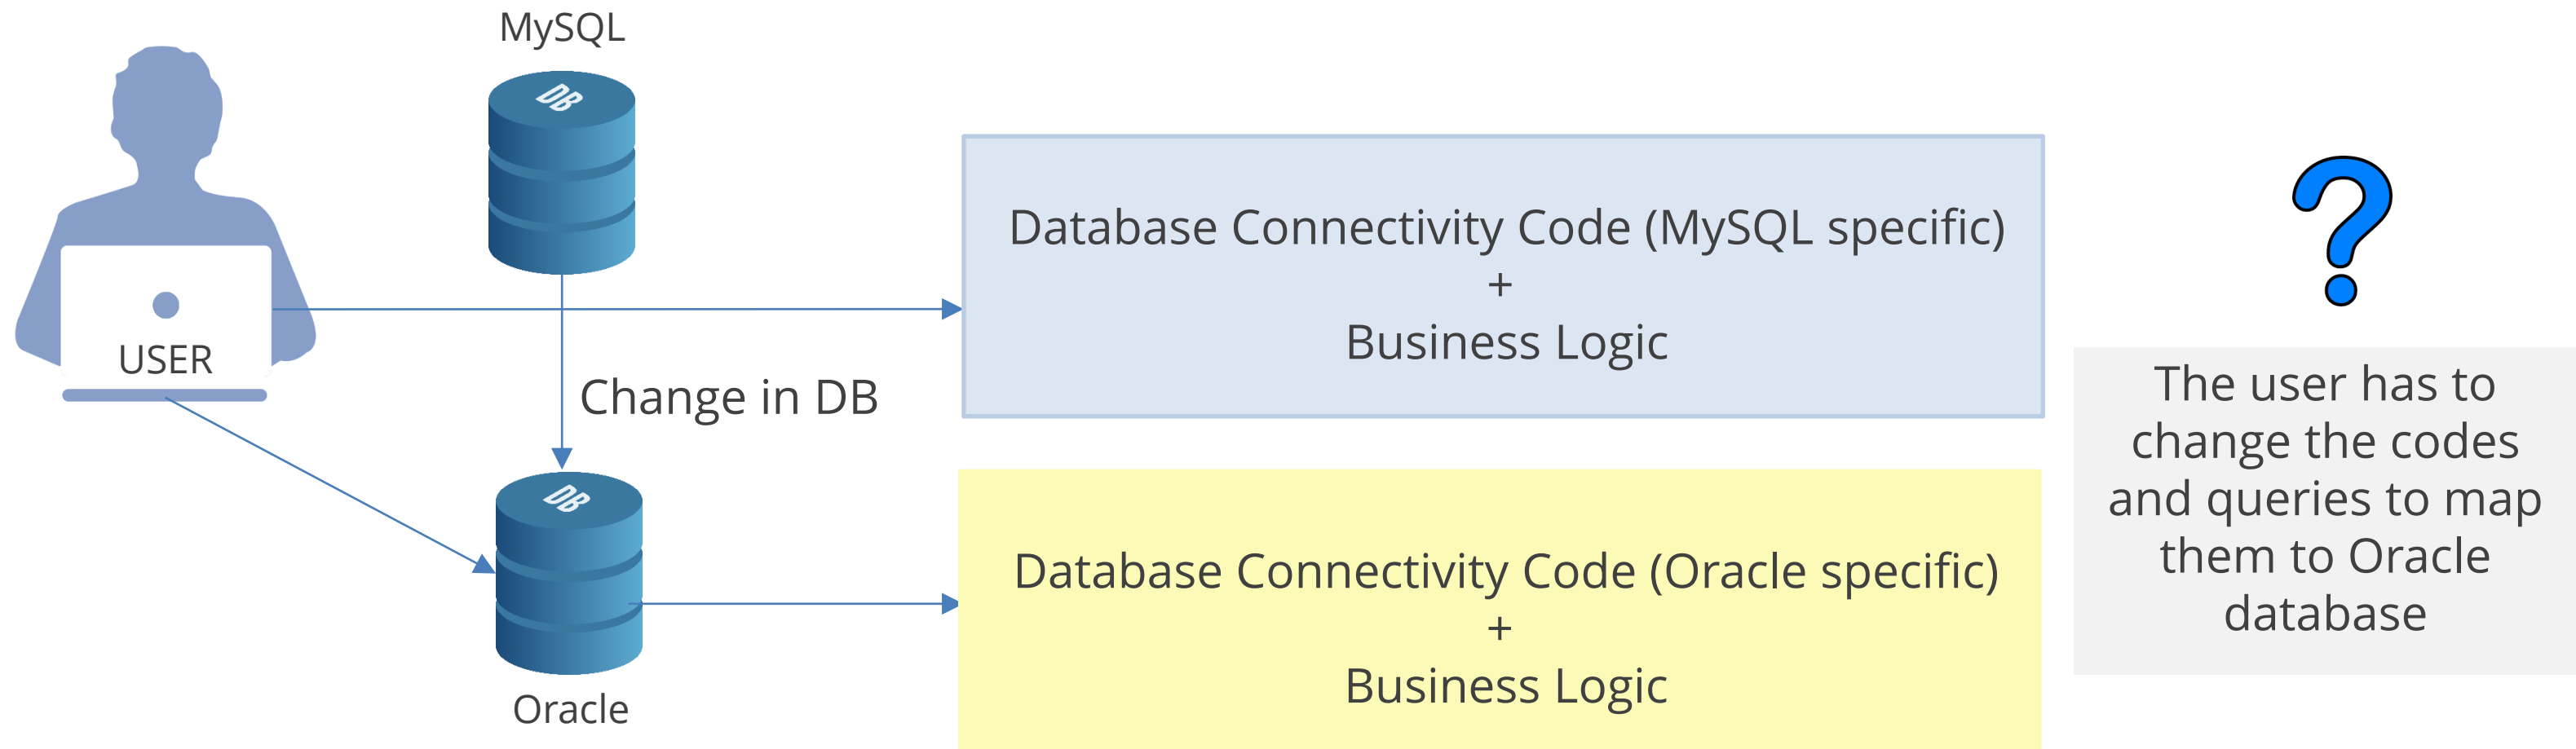 MySQL
DB
USER
Change in DB
DB
Oracle
Database Connectivity Code (MySQL specific)
+
Business Logic
Database Connectivity Code (Oracle specific)
+
Business Logic
?
The user has to
change the codes
and queries to map
them to Oracle
database